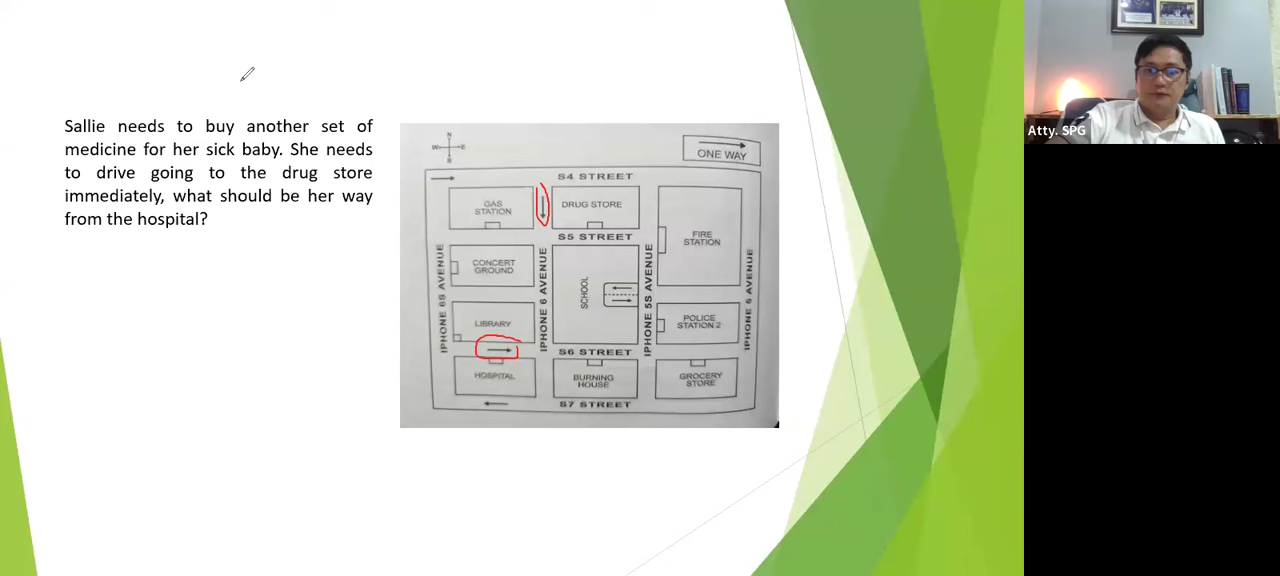 Sallie needs to buy another set of
medicine for her sick baby. She needs
to drive going to the drug store
immediately, what should be her way
from the hospital?
N
W
E
S
ONE WAY
S4 STREET
GAS
STATION
DRUG STORE
FIRE
STATION
S5 STREET
CONCERT
GROUND
SCHOOL
IPHONE 6S AVENUE
IPHONE 6 AVENUE
IPHONE 5S AVENUE
IPHONE 5 AVENUE
LIBRARY
POLICE
STATION 2
S6 STREET
HOSPITAL
BURNING
HOUSE
GROCERY
STORE
S7 STREET
Atty. SPG